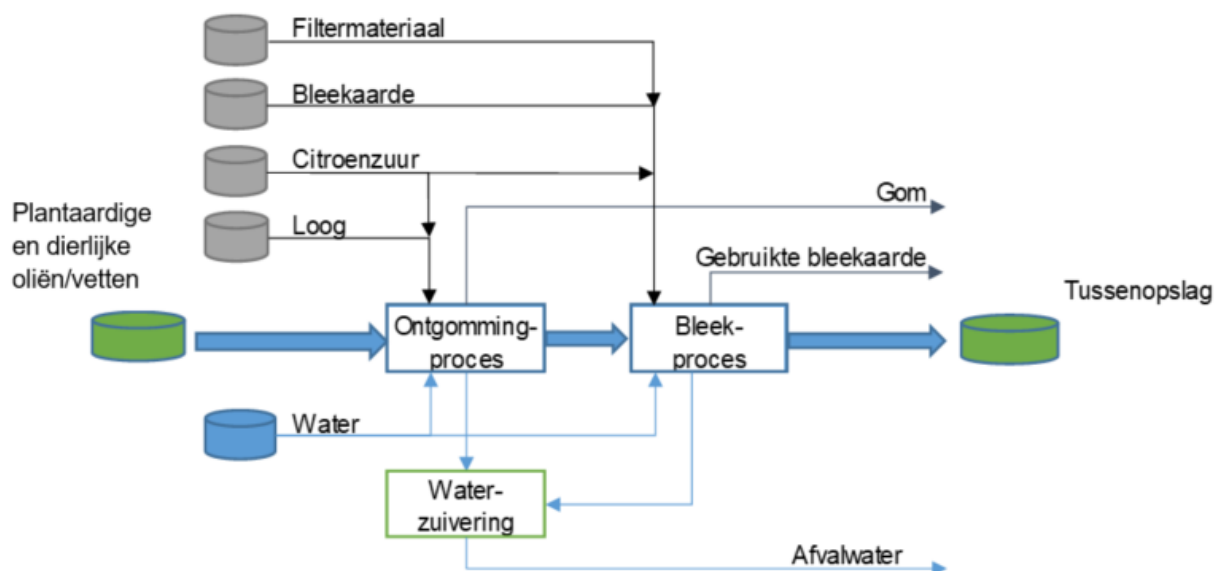 Filtermateriaal
Bleekaarde
Citroenzuur
Gom
Plantaardige
en dierlijke
oliën/vetten
Loog
Gebruikte bleekaarde
Tussenopslag
Ontgomming-
proces
Bleek-
proces
Water
Water-
zuivering
Afvalwater